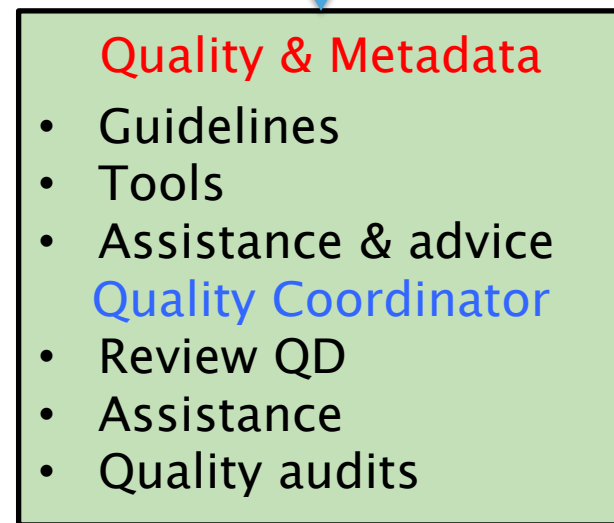 Quality & Metadata
• Guidelines
• Tools
• Assistance & advice
Quality Coordinator
• Review QD
• Assistance
• Quality audits